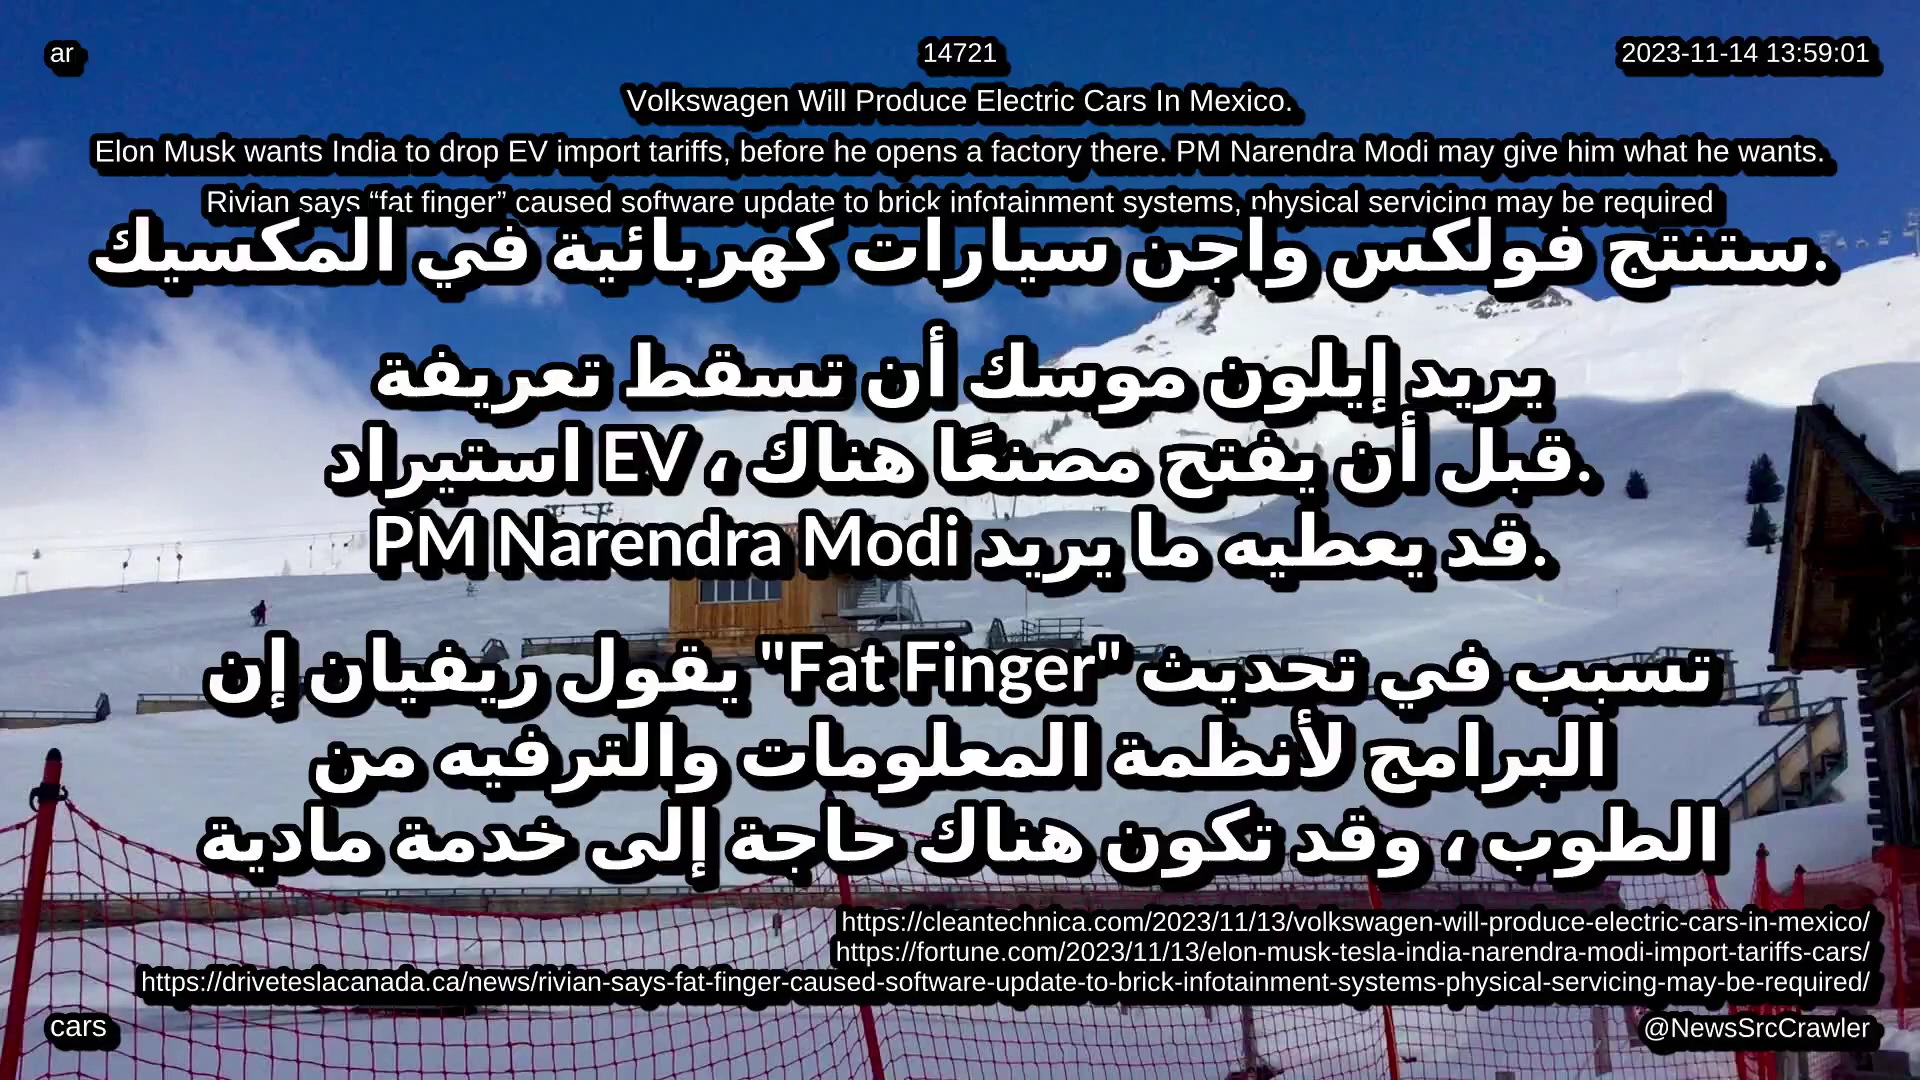 ar
14721
2023-11-14 13:59:01
Volkswagen Will Produce Electric Cars In Mexico.
Elon Musk wants India to drop EV import tariffs, before he opens a factory there. PM Narendra Modi may give him what he wants.
Rivian says “fat finger” caused software update to brick infotainment systems, physical servicing may be required
ستنتج فولكس واجن سيارات كهربائية في المكسيك.
يريد إيلون موسك أن تسقط تعريفة
استيراد EV ، قبل أن يفتح مصنعًا هناك.
PM Narendra Modi قد يعطيه ما يريد.
يقول ريفيان إن "Fat Finger" تسبب في تحديث
البرامج لأنظمة المعلومات والترفيه من
الطوب ، وقد تكون هناك حاجة إلى خدمة مادية
https://cleantechnica.com/2023/11/13/volkswagen-will-produce-electric-cars-in-mexico/
https://fortune.com/2023/11/13/elon-musk-tesla-india-narendra-modi-import-tariffs-cars/
https://driveteslacanada.ca/news/rivian-says-fat-finger-caused-software-update-to-brick-infotainment-systems-physical-servicing-may-be-required/
cars
@NewsSrcCrawler